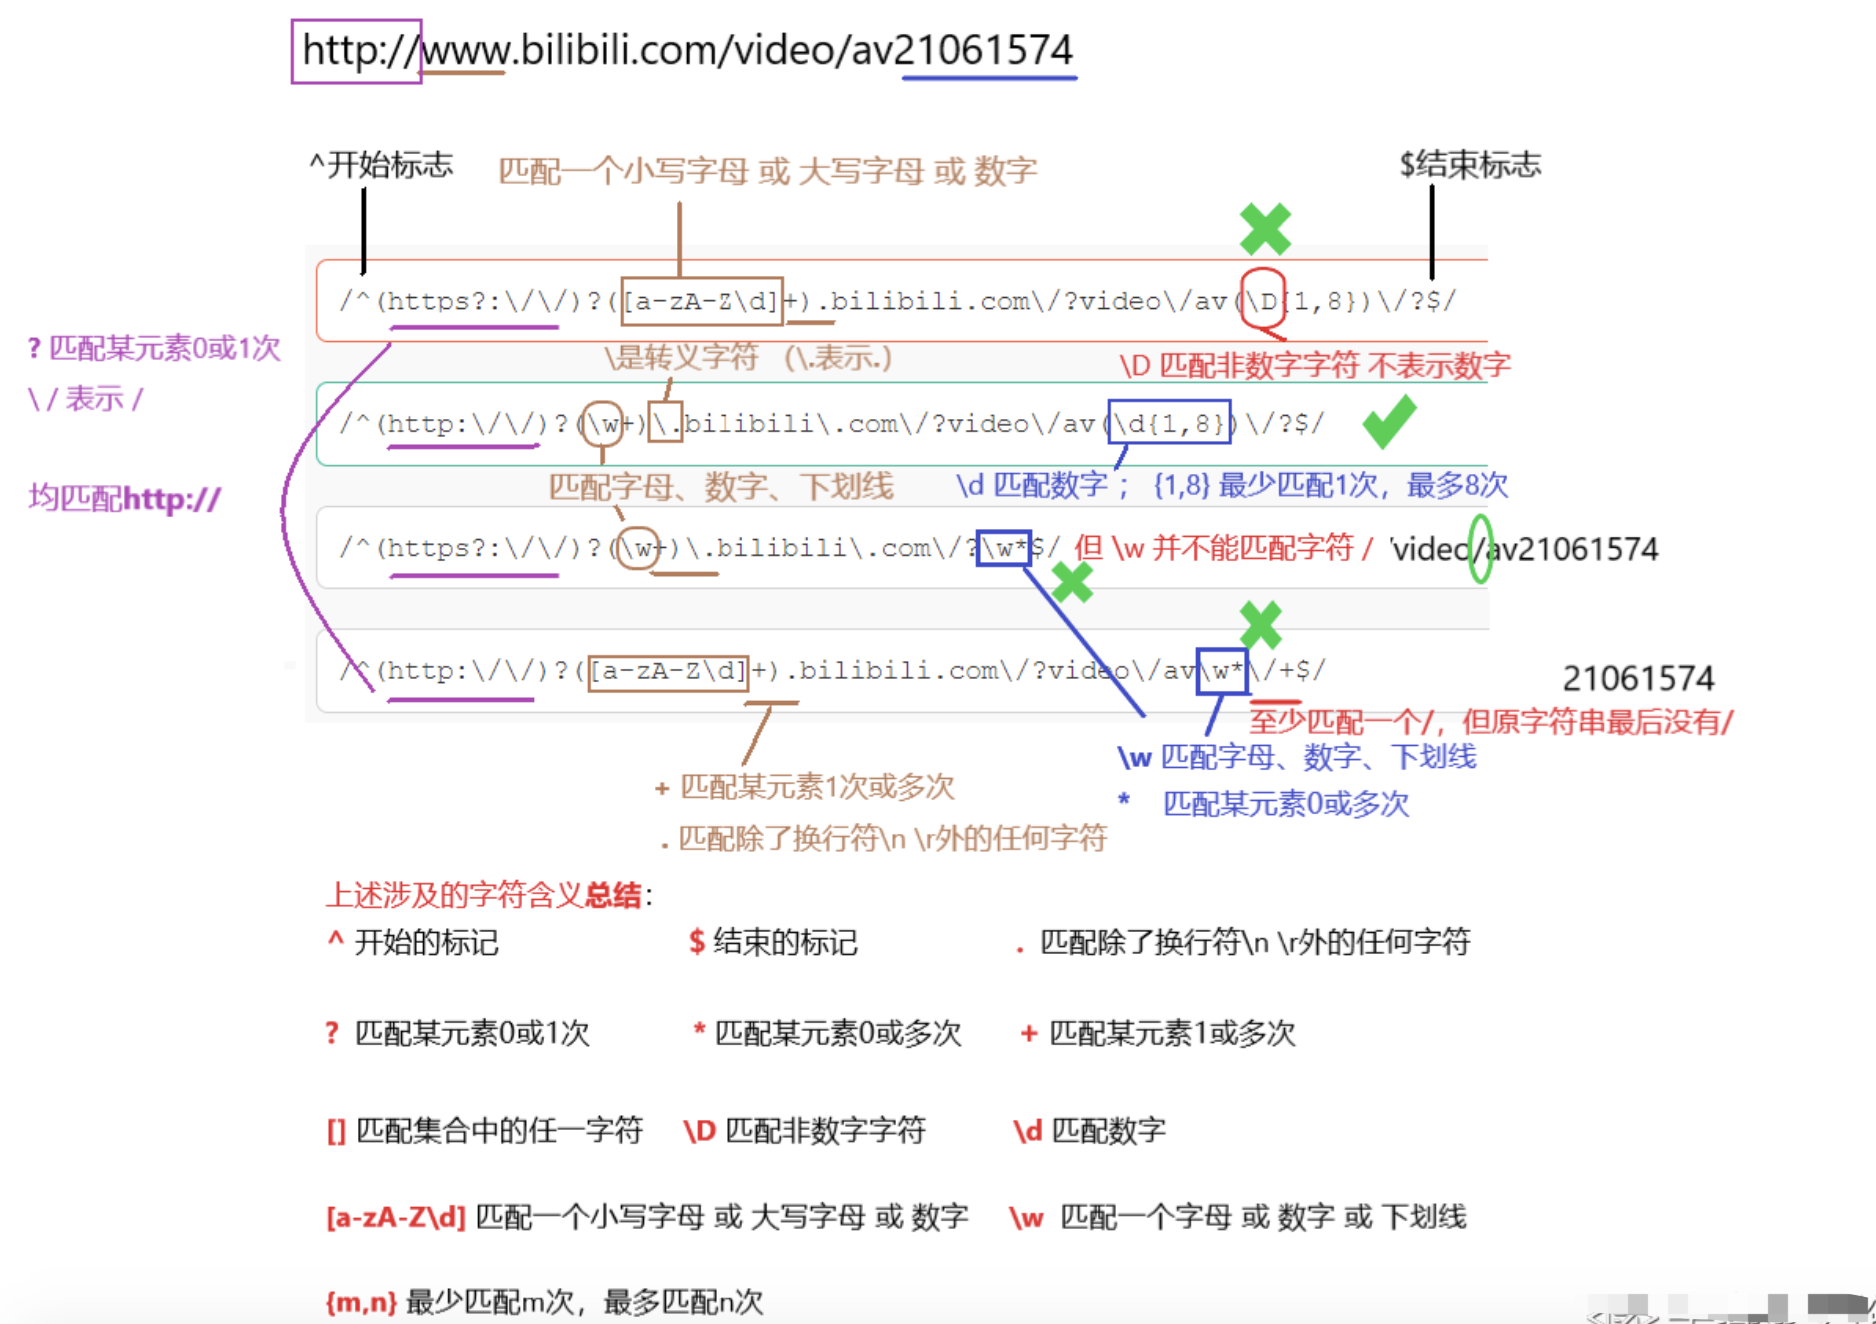 http://www.bilibili.com/video/av21061574
^开始标志
匹配一个小写字母 或 大写字母 或 数字
$结束标志
/^(https?:\/\/)?([a-zA-Z\d]+).bilibili.com\/?video\/av(\D{1,8})\/?$/
? 匹配某元素0或1次
\是转义字符 (\.表示.)
\D 匹配非数字字符 不表示数字
\ / 表示 /
/^(http:\/\/)?(\w+)\.bilibili\.com\/?video\/av(\d{1,8})\/?$/
均匹配http://
匹配字母、数字、下划线
\d 匹配数字； {1,8} 最少匹配1次，最多8次
/^(https?:\/\/)?(\w+)\.bilibili\.com\/?\w*$/
但 \w 并不能匹配字符 /
video/av21061574
/^(http:\/\/)?([a-zA-Z\d]+).bilibili.com\/?video\/av\w*\/+$/
21061574
至少匹配一个/，但原字符串最后没有/
\w 匹配字母、数字、下划线
+ 匹配某元素1次或多次
* 匹配某元素0或多次
. 匹配除了换行符\n \r外的任何字符
上述涉及的字符含义总结：
^ 开始的标记 $ 结束的标记 . 匹配除了换行符\n \r外的任何字符
? 匹配某元素0或1次 * 匹配某元素0或多次 + 匹配某元素1或多次
[] 匹配集合中的任一字符 \D 匹配非数字字符 \d 匹配数字
[a-zA-Z\d] 匹配一个小写字母 或 大写字母 或 数字 \w 匹配一个字母 或 数字 或 下划线
{m,n} 最少匹配m次，最多匹配n次